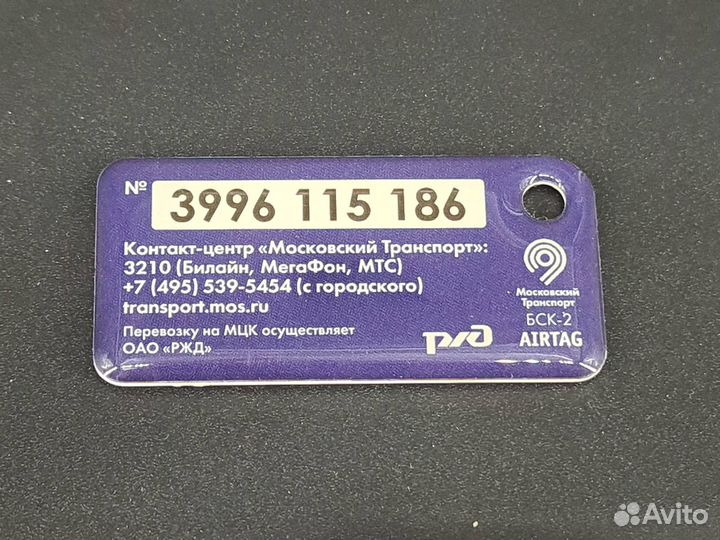 № 3996 115 186
Контакт-центр «Московский Транспорт»:
3210 (Билайн, МегаФон, МТС)
+7 (495) 539-5454 (с городского)
transport.mos.ru
Перевозку на МЦК осуществляет
ОАО «РЖД»
ржд
Московский
Транспорт
БСК-2
AIRTAG
Avito